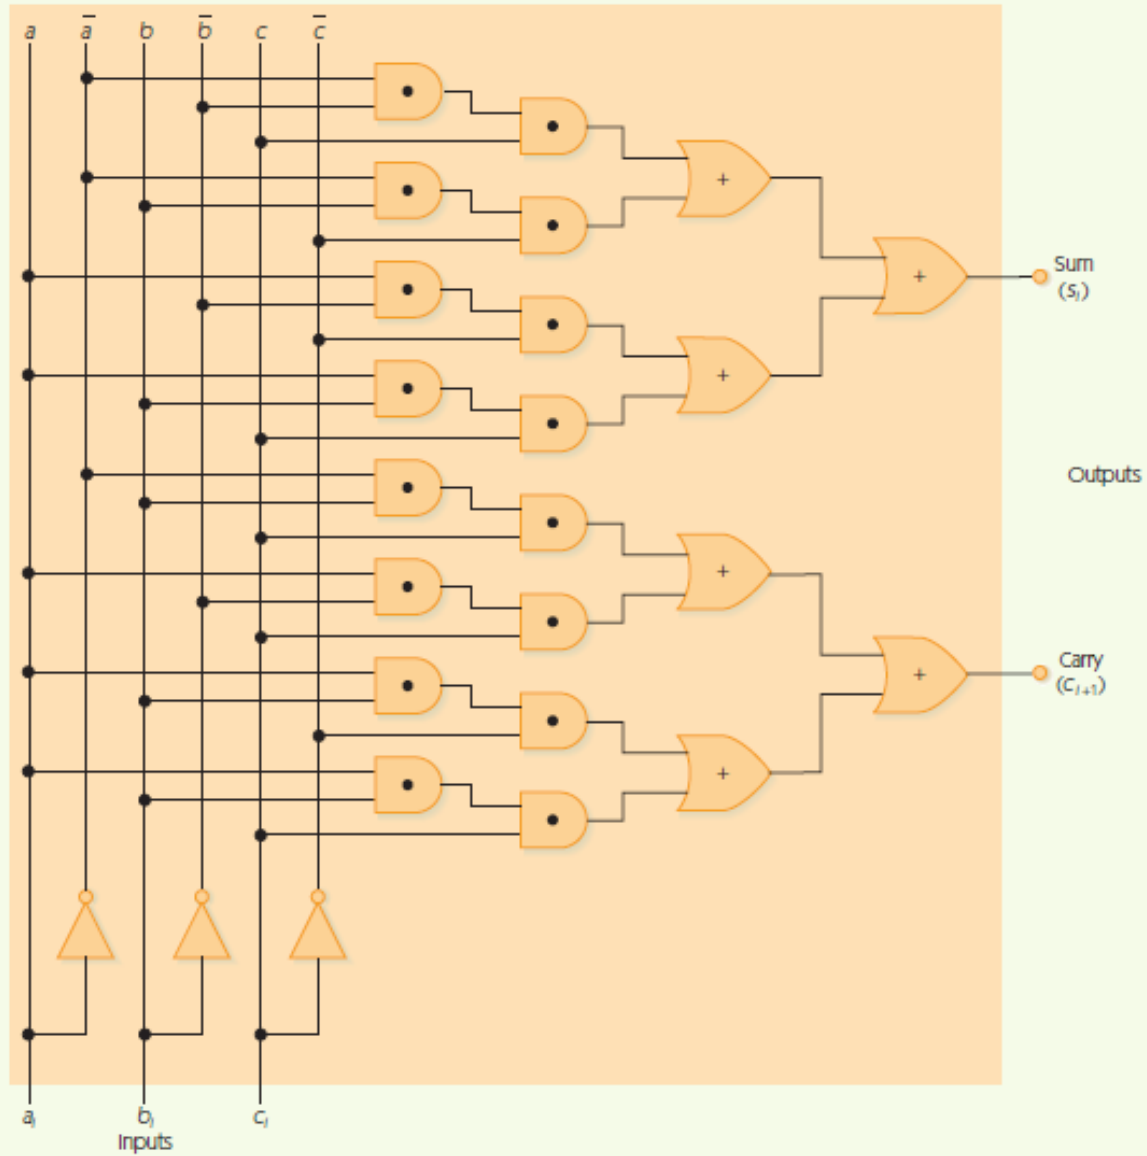 a a̅ b b̅ c c̅
+
+
Sum
(sᵢ)
+
Outputs
+
+
Carry
(cᵢ₊₁)
+
aᵢ bᵢ cᵢ
Inputs